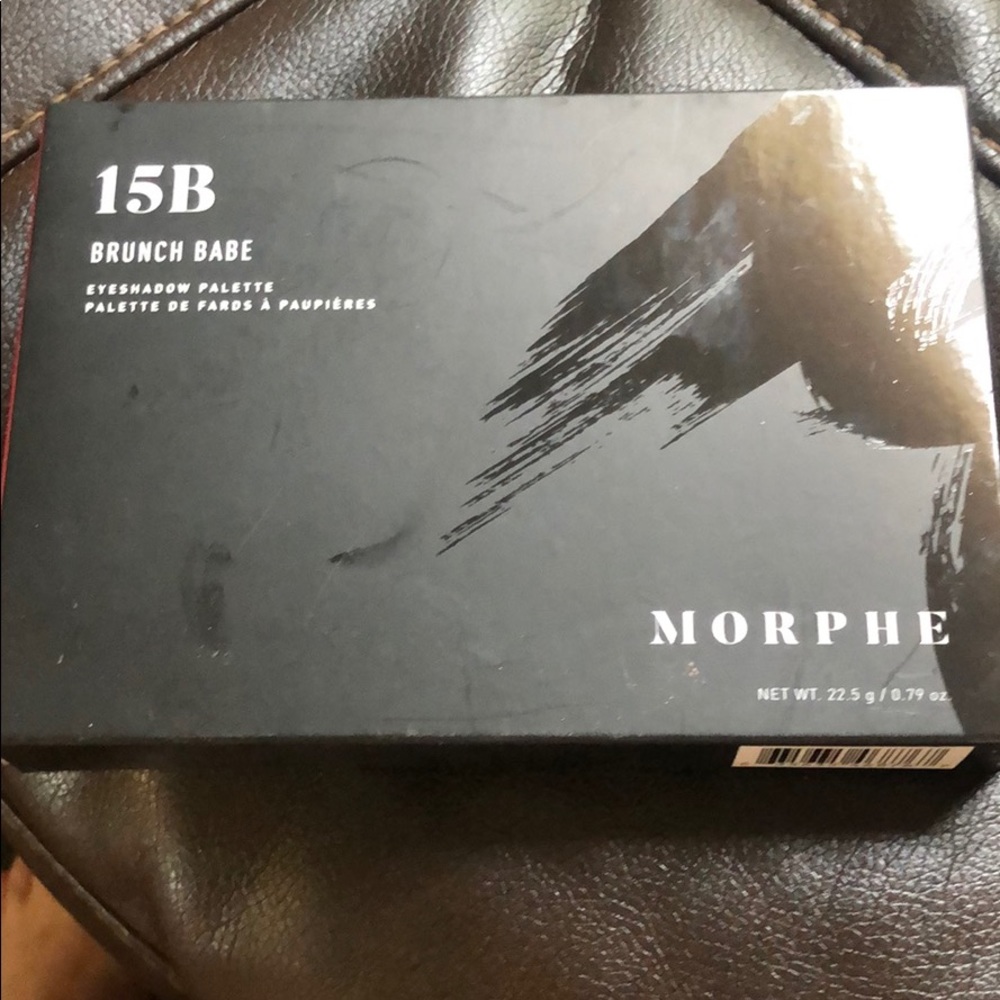 15B
BRUNCH BABE
EYESHADOW PALETTE
PALETTE DE FARDS À PAUPIÈRES
MORPHE
NET WT. 22.5 g / 0.79 oz.